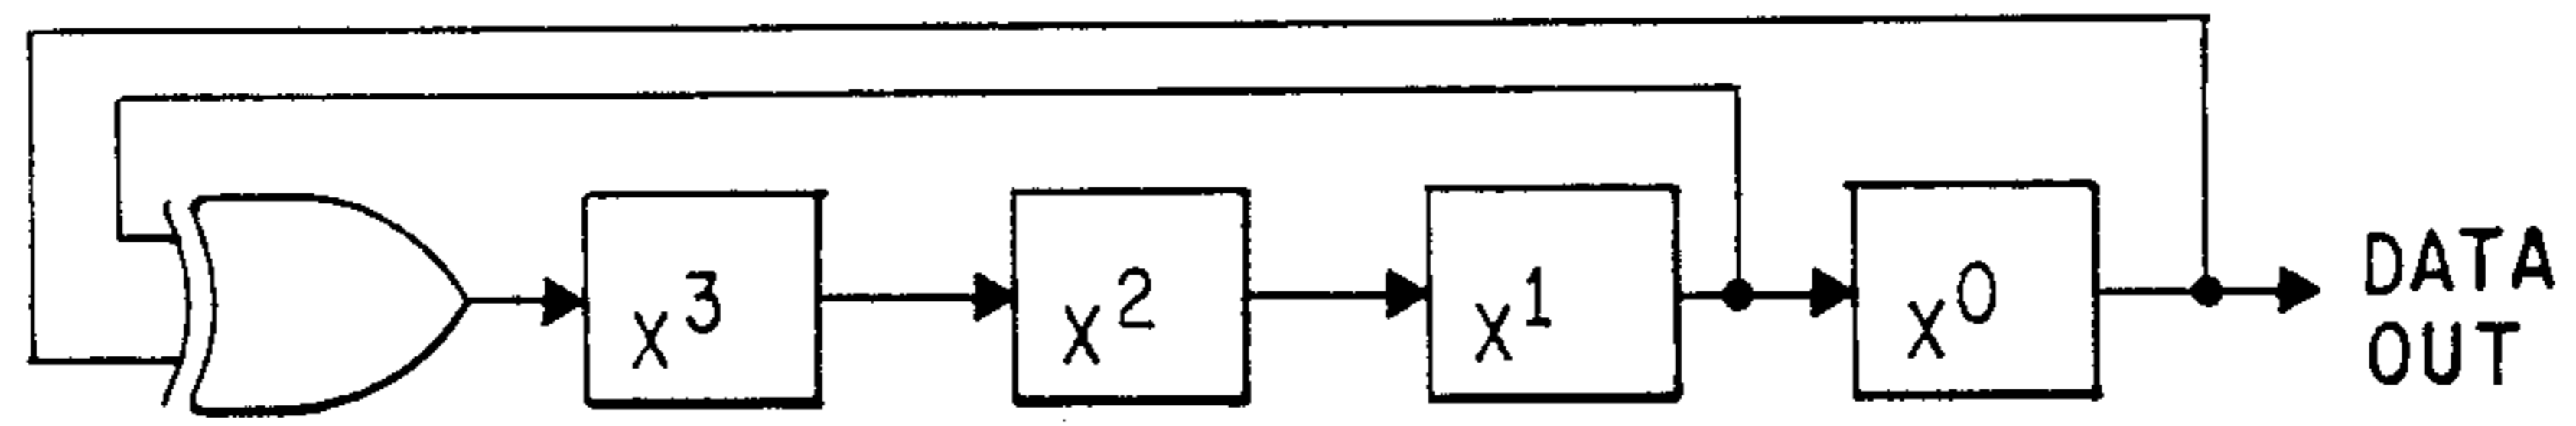 X³
X²
X¹
X⁰
DATA
OUT